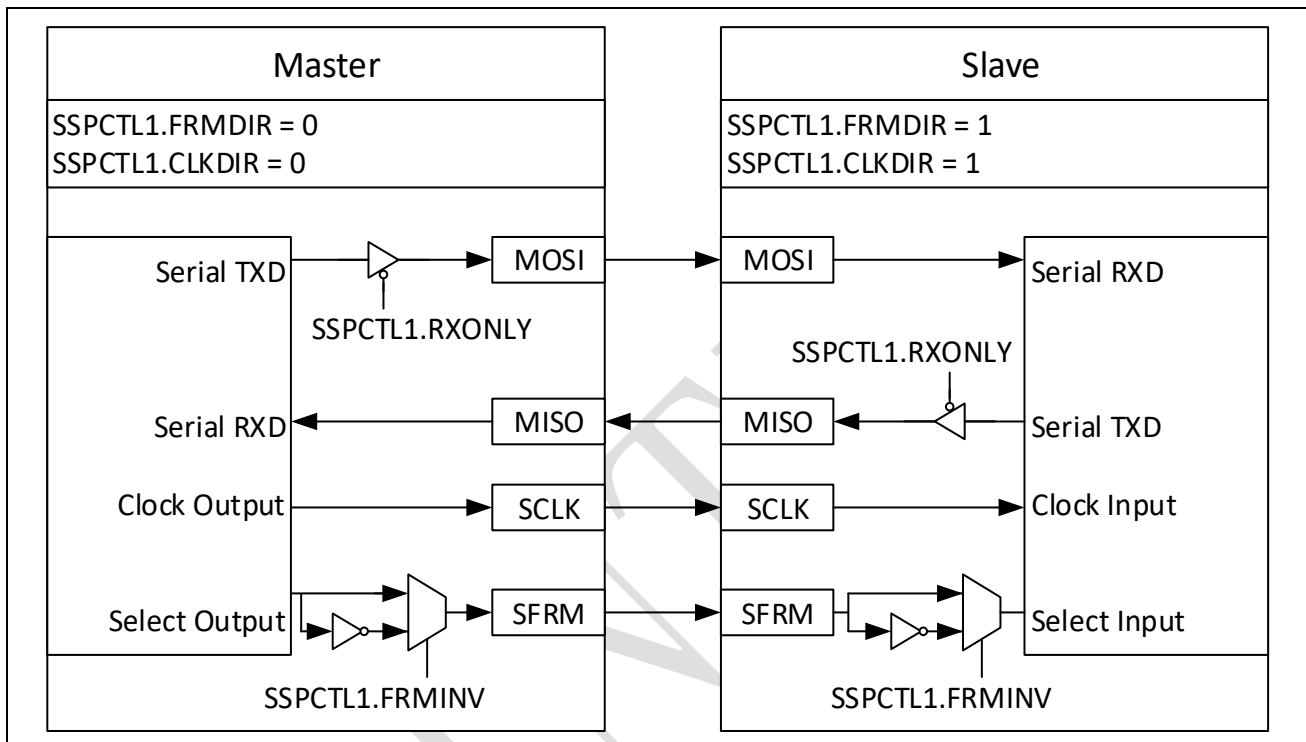 Master
SSPCTL1.FRMDIR = 0
SSPCTL1.CLKDIR = 0
Serial TXD
MOSI
SSPCTL1.RXONLY
Serial RXD
MISO
Clock Output
SCLK
Select Output
SFRM
SSPCTL1.FRMINV
Slave
SSPCTL1.FRMDIR = 1
SSPCTL1.CLKDIR = 1
MOSI
Serial RXD
SSPCTL1.RXONLY
MISO
Serial TXD
SCLK
Clock Input
SFRM
Select Input
SSPCTL1.FRMINV